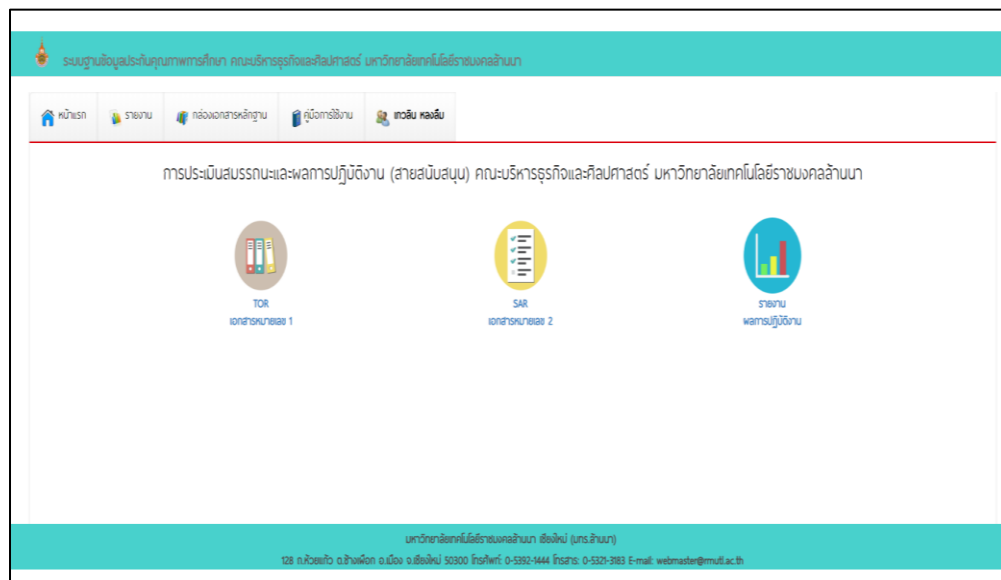 ระบบฐานข้อมูลประกันคุณภาพการศึกษา คณะบริหารธุรกิจและศิลปศาสตร์ มหาวิทยาลัยเทคโนโลยีราชมงคลล้านนา
หน้าแรก รายงาน กล่องเอกสารหลักฐาน คู่มือการใช้งาน เทวลิน หลงลืม
การประเมินสมรรถนะและผลการปฏิบัติงาน (สายสนับสนุน) คณะบริหารธุรกิจและศิลปศาสตร์ มหาวิทยาลัยเทคโนโลยีราชมงคลล้านนา
TOR
เอกสารหมายเลข 1
SAR
เอกสารหมายเลข 2
รายงาน
ผลการปฏิบัติงาน
มหาวิทยาลัยเทคโนโลยีราชมงคลล้านนา เชียงใหม่ (มทร.ล้านนา)
128 ถ.ห้วยแก้ว ต.ช้างเผือก อ.เมือง จ.เชียงใหม่ 50300 โทรศัพท์: 0-5392-1444 โทรสาร: 0-5321-3183 E-mail: webmaster@rmutl.ac.th